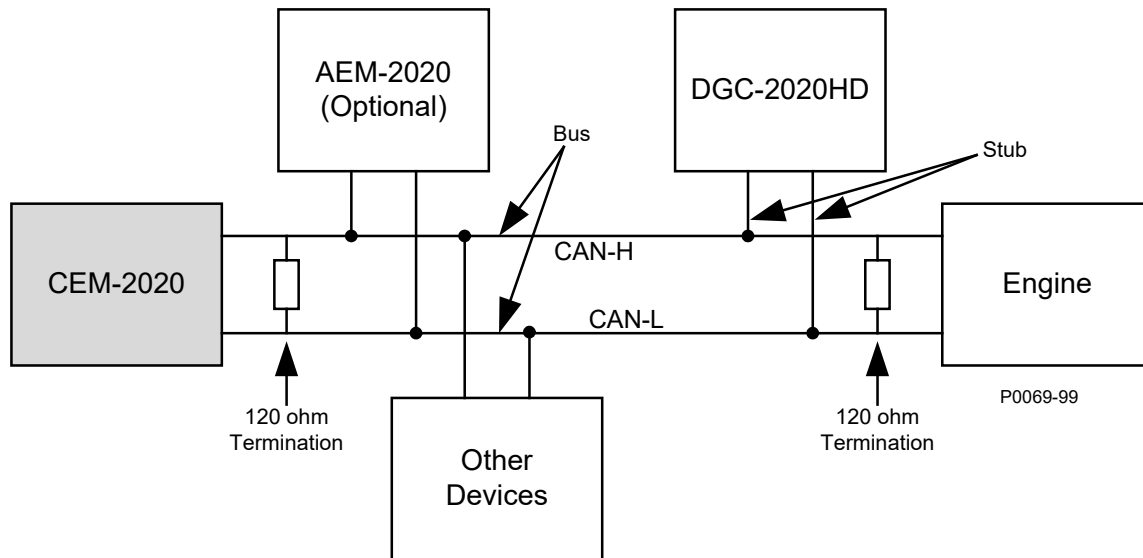 AEM-2020
(Optional)
DGC-2020HD
Bus
Stub
CEM-2020
CAN-H
CAN-L
Engine
P0069-99
120 ohm
Termination
120 ohm
Termination
Other
Devices